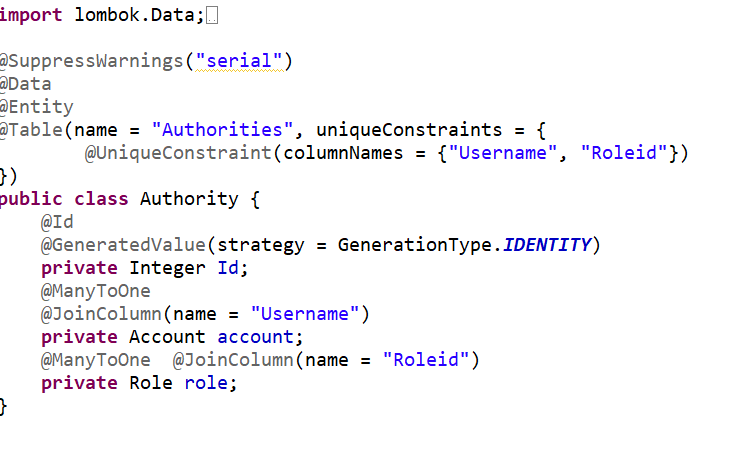 import lombok.Data;
@SuppressWarnings("serial")
@Data
@Entity
@Table(name = "Authorities", uniqueConstraints = {
        @UniqueConstraint(columnNames = {"Username", "Roleid"})
})
public class Authority {
    @Id
    @GeneratedValue(strategy = GenerationType.IDENTITY)
    private Integer Id;
    @ManyToOne
    @JoinColumn(name = "Username")
    private Account account;
    @ManyToOne  @JoinColumn(name = "Roleid")
    private Role role;
}